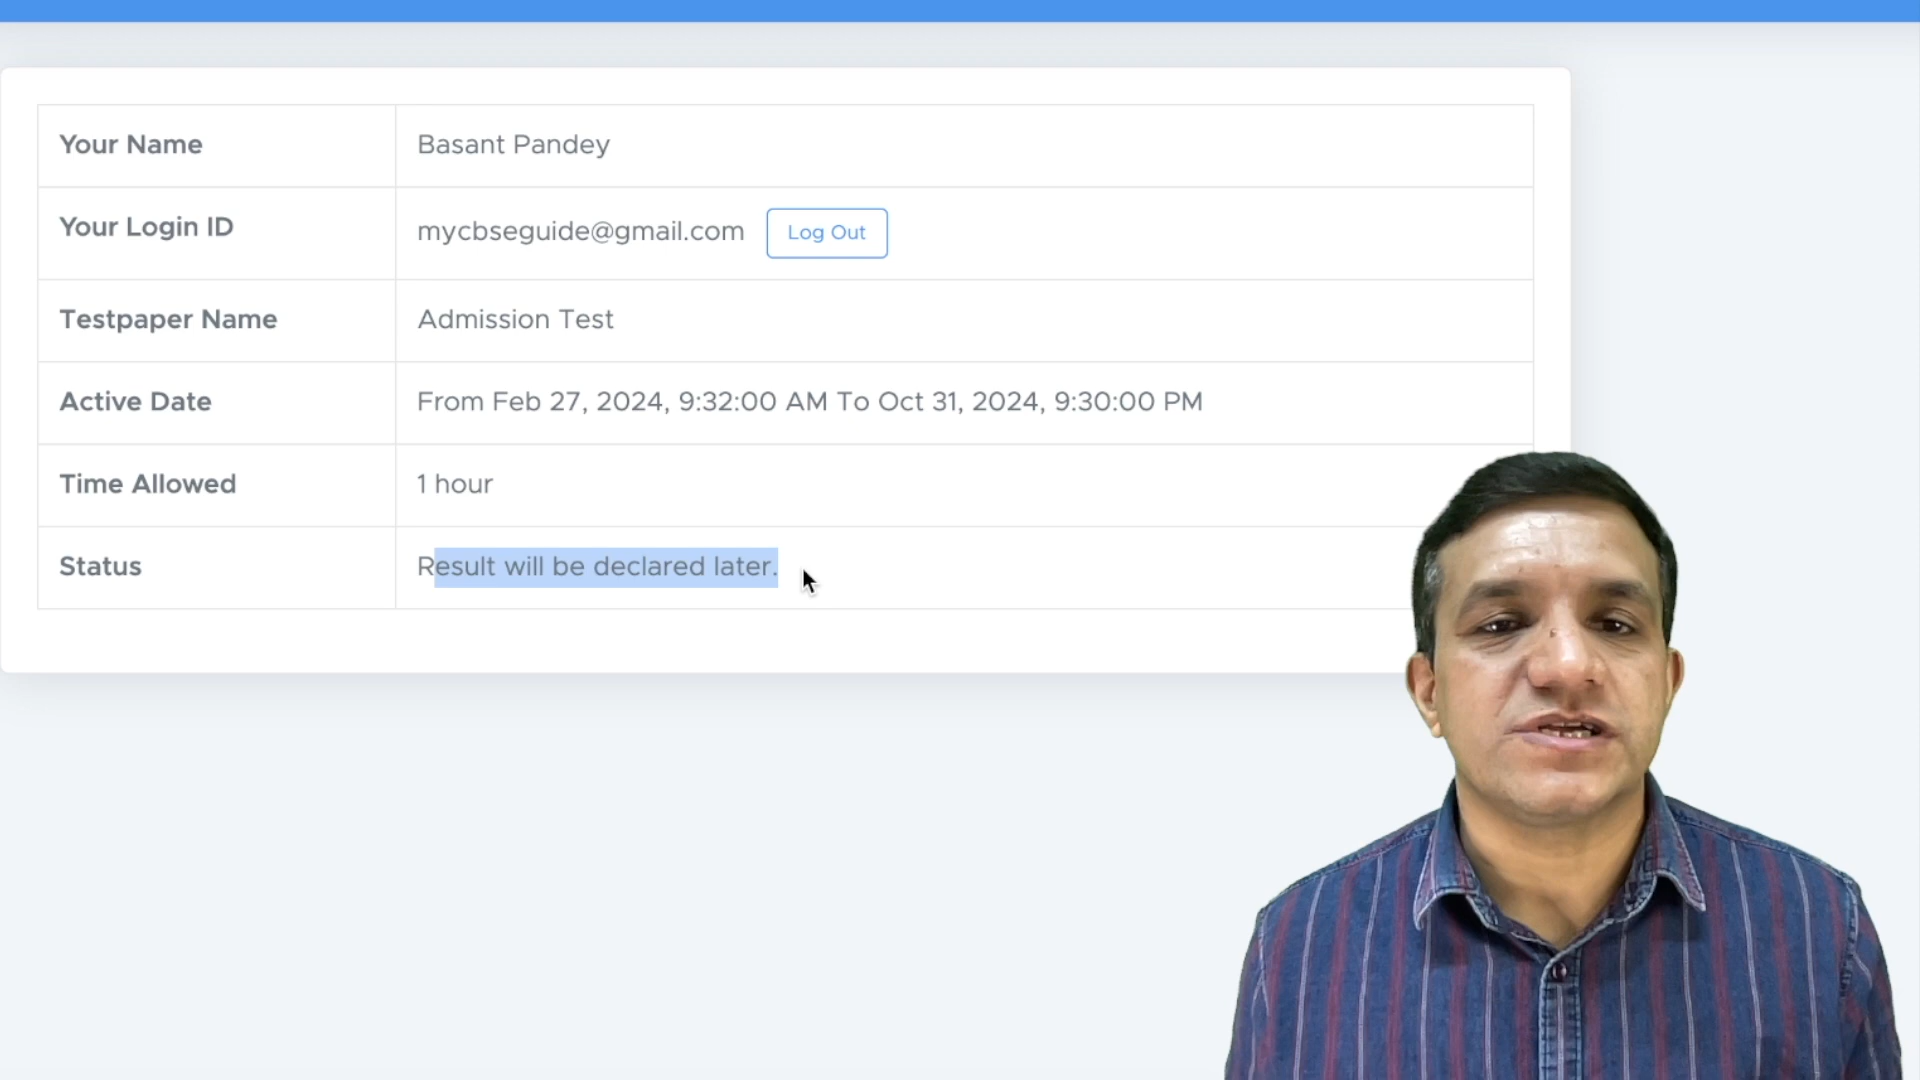 Your Name Basant Pandey
Your Login ID mycbseguide@gmail.com Log Out
Testpaper Name Admission Test
Active Date From Feb 27, 2024, 9:32:00 AM To Oct 31, 2024, 9:30:00 PM
Time Allowed 1 hour
Status Result will be declared later.